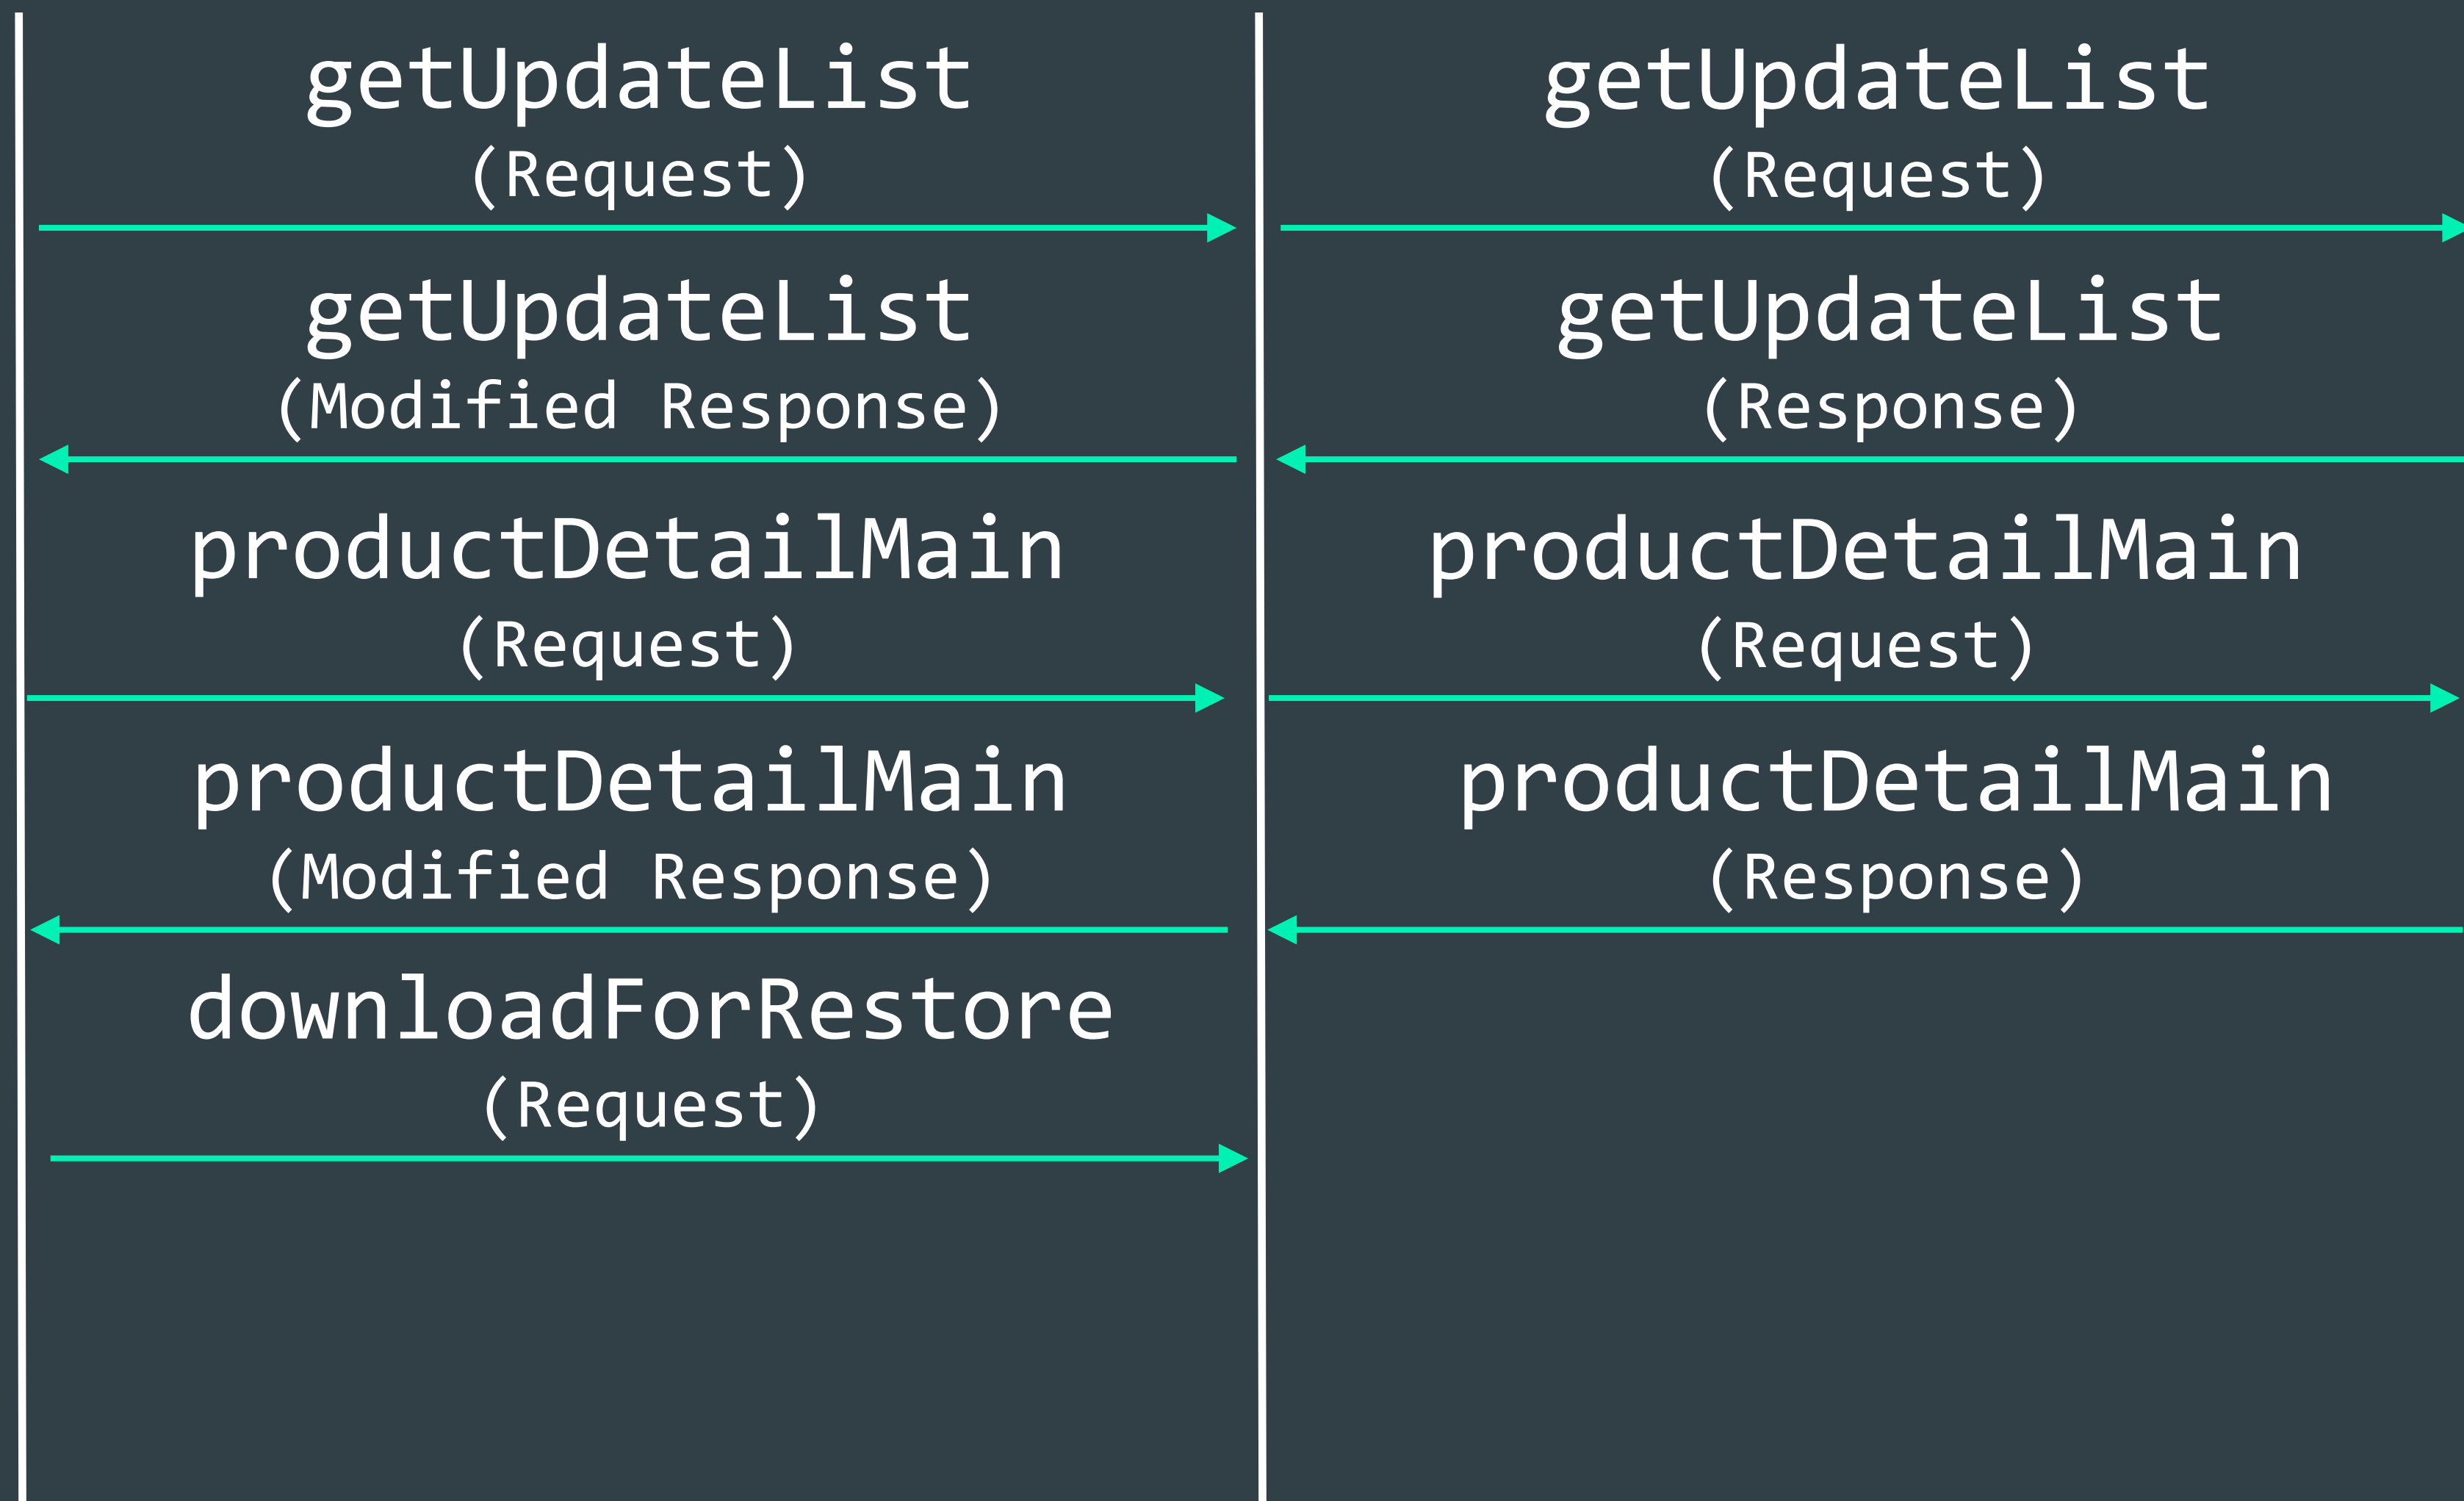 getUpdateList
(Request)
getUpdateList
(Request)
getUpdateList
(Modified Response)
getUpdateList
(Response)
productDetailMain
(Request)
productDetailMain
(Request)
productDetailMain
(Modified Response)
productDetailMain
(Response)
downloadForRestore
(Request)